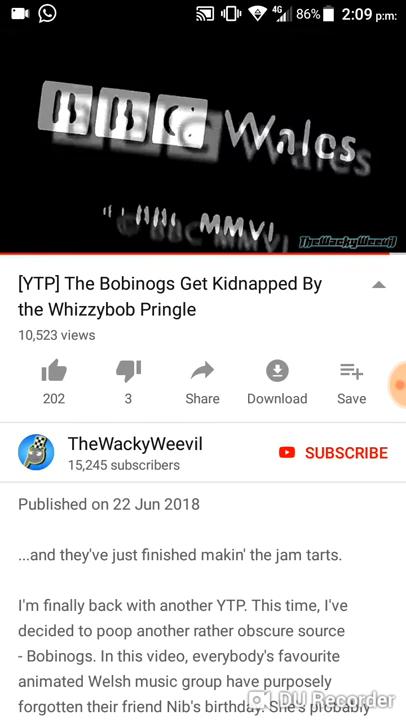 4G 86% 2:09 p.m:
BBC Wales
BBC MMVI
TheWackyWeevil
[YTP] The Bobinogs Get Kidnapped By
the Whizzybob Pringle
10,523 views
202 3 Share Download Save
TheWackyWeevil
15,245 subscribers
SUBSCRIBE
Published on 22 Jun 2018
...and they've just finished makin' the jam tarts.
I'm finally back with another YTP. This time, I've
decided to poop another rather obscure source
- Bobinogs. In this video, everybody's favourite
animated Welsh music group have purposely
forgotten their friend Nib's birthday. She's probably
DU Recorder